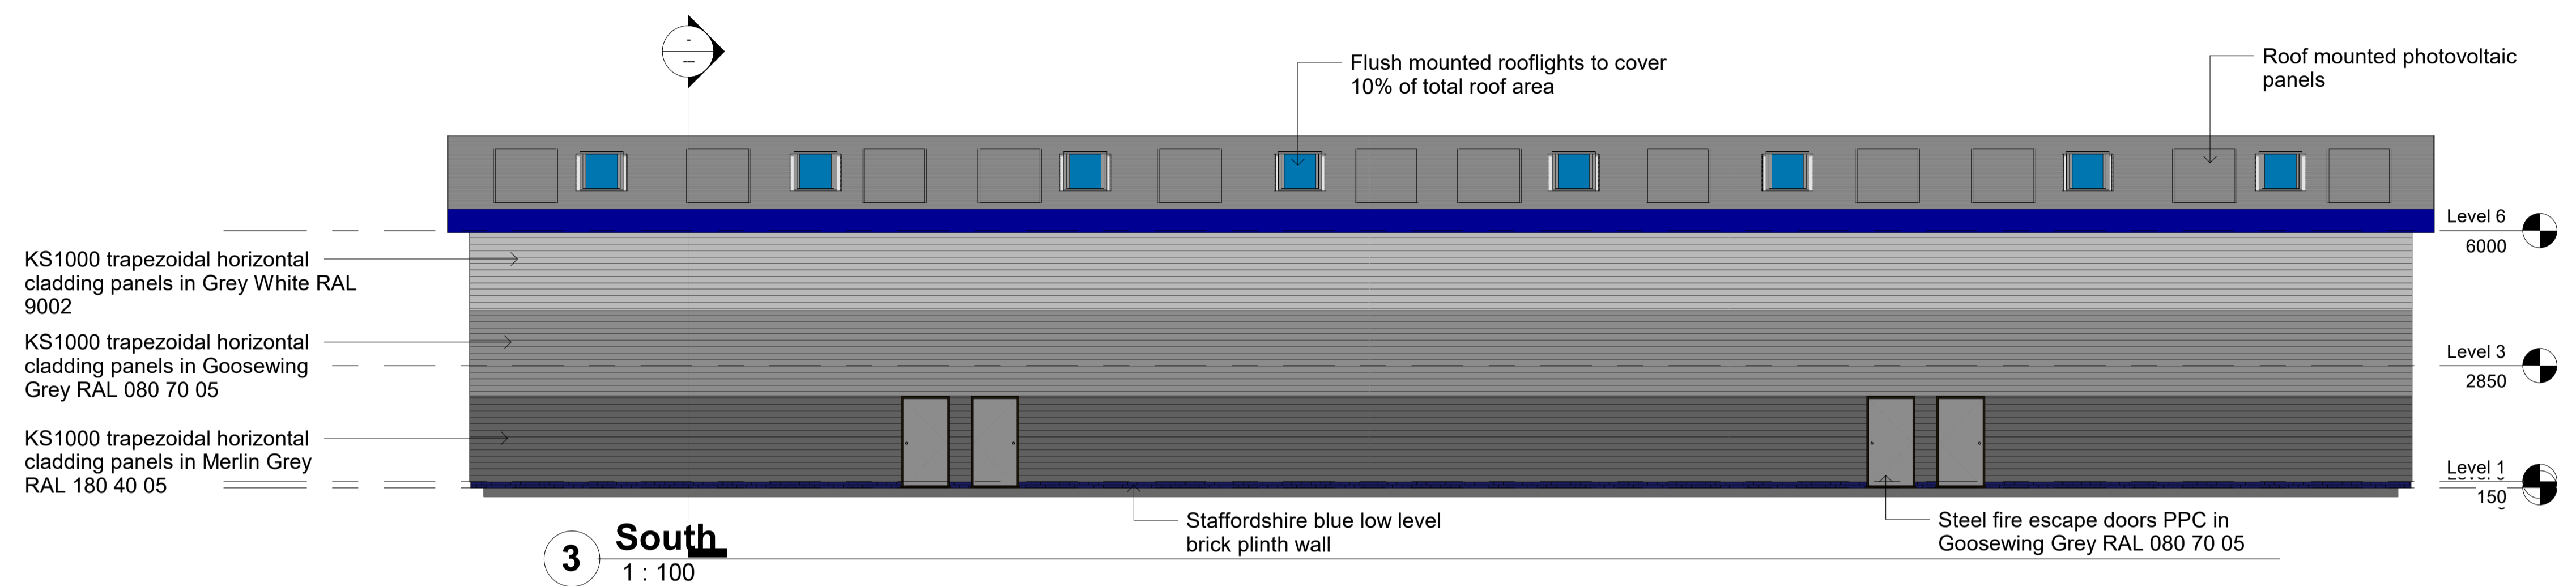 -
---
Flush mounted rooflights to cover
10% of total roof area
Roof mounted photovoltaic
panels
Level 6
6000
KS1000 trapezoidal horizontal
cladding panels in Grey White RAL
9002
KS1000 trapezoidal horizontal
cladding panels in Goosewing
Grey RAL 080 70 05
Level 3
2850
KS1000 trapezoidal horizontal
cladding panels in Merlin Grey
RAL 180 40 05
Level 1
150
Staffordshire blue low level
brick plinth wall
Steel fire escape doors PPC in
Goosewing Grey RAL 080 70 05
3
South
1 : 100